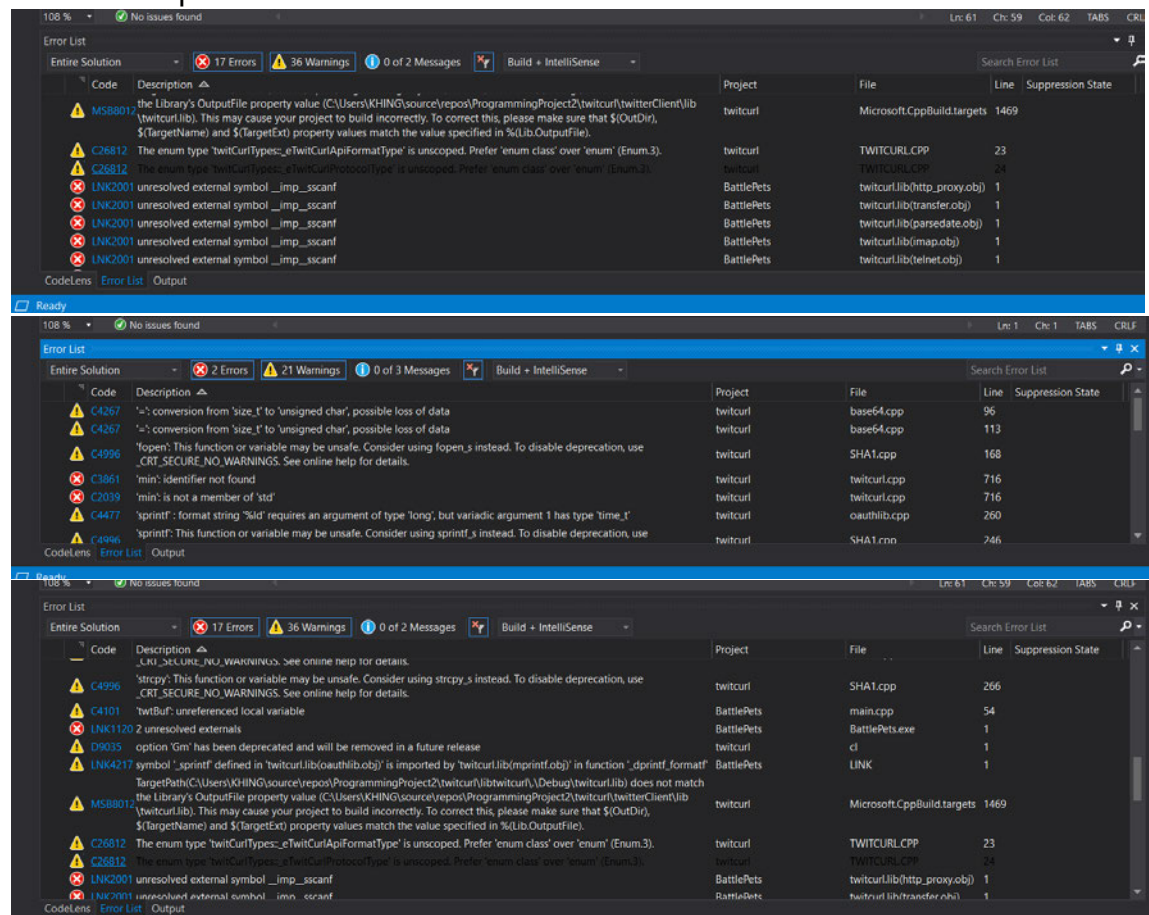 108 % No issues found Ln: 61 Ch: 59 Col: 62 TABS CRL
Error List
Entire Solution 17 Errors 36 Warnings 0 of 2 Messages Build + IntelliSense Search Error List
Code Description Project File Line Suppression State
the Library's OutputFile property value (C:\Users\KHING\source\repos\ProgrammingProject2\twitcurl\twitterClient\lib
MSB8012 \twitcurl.lib). This may cause your project to build incorrectly. To correct this, please make sure that $(OutDir), twitcurl Microsoft.CppBuild.targets 1469
$(TargetName) and $(TargetExt) property values match the value specified in %(Lib.OutputFile).
C26812 The enum type 'twitCurlTypes::_eTwitCurlApiFormatType' is unscoped. Prefer 'enum class' over 'enum' (Enum.3). twitcurl TWITCURL.CPP 23
C26812 The enum type 'twitCurlTypes::_eTwitCurlProtocolType' is unscoped. Prefer 'enum class' over 'enum' (Enum.3). twitcurl TWITCURL.CPP 24
LNK2001 unresolved external symbol __imp__sscanf BattlePets twitcurl.lib(http_proxy.obj) 1
LNK2001 unresolved external symbol __imp__sscanf BattlePets twitcurl.lib(transfer.obj) 1
LNK2001 unresolved external symbol __imp__sscanf BattlePets twitcurl.lib(parsedate.obj) 1
LNK2001 unresolved external symbol __imp__sscanf BattlePets twitcurl.lib(imap.obj) 1
LNK2001 unresolved external symbol __imp__sscanf BattlePets twitcurl.lib(telnet.obj) 1
CodeLens Error List Output
Ready
108 % No issues found Ln: 1 Ch: 1 TABS CRLF
Error List
Entire Solution 2 Errors 21 Warnings 0 of 3 Messages Build + IntelliSense Search Error List
Code Description Project File Line Suppression State
C4267 '=': conversion from 'size_t' to 'unsigned char', possible loss of data twitcurl base64.cpp 96
C4267 '=': conversion from 'size_t' to 'unsigned char', possible loss of data twitcurl base64.cpp 113
C4996 'fopen': This function or variable may be unsafe. Consider using fopen_s instead. To disable deprecation, use twitcurl SHA1.cpp 168
_CRT_SECURE_NO_WARNINGS. See online help for details.
C3861 'min': identifier not found twitcurl twitcurl.cpp 716
C2039 'min': is not a member of 'std' twitcurl twitcurl.cpp 716
C4477 'sprintf' : format string '%ld' requires an argument of type 'long', but variadic argument 1 has type 'time_t' twitcurl oauthlib.cpp 260
C4996 'sprintf': This function or variable may be unsafe. Consider using sprintf_s instead. To disable deprecation, use twitcurl SHA1.cpp 246
CodeLens Error List Output
Ready
108 % No issues found Ln: 61 Ch: 59 Col: 62 TABS CRLF
Error List
Entire Solution 17 Errors 36 Warnings 0 of 2 Messages Build + IntelliSense Search Error List
Code Description Project File Line Suppression State
_CRT_SECURE_NO_WARNINGS. See online help for details.
C4996 'strcpy': This function or variable may be unsafe. Consider using strcpy_s instead. To disable deprecation, use twitcurl SHA1.cpp 266
_CRT_SECURE_NO_WARNINGS. See online help for details.
C4101 'twtBuf': unreferenced local variable BattlePets main.cpp 54
LNK1120 2 unresolved externals BattlePets BattlePets.exe 1
D9035 option 'Gm' has been deprecated and will be removed in a future release twitcurl cl 1
LNK4217 symbol '_sprintf' defined in 'twitcurl.lib(oauthlib.obj)' is imported by 'twitcurl.lib(mprintf.obj)' in function '_dprintf_formatf' BattlePets LINK 1
TargetPath(C:\Users\KHING\source\repos\ProgrammingProject2\twitcurl\libtwitcurl\.\Debug\twitcurl.lib) does not match
MSB8012 the Library's OutputFile property value (C:\Users\KHING\source\repos\ProgrammingProject2\twitcurl\twitterClient\lib twitcurl Microsoft.CppBuild.targets 1469
\twitcurl.lib). This may cause your project to build incorrectly. To correct this, please make sure that $(OutDir),
$(TargetName) and $(TargetExt) property values match the value specified in %(Lib.OutputFile).
C26812 The enum type 'twitCurlTypes::_eTwitCurlApiFormatType' is unscoped. Prefer 'enum class' over 'enum' (Enum.3). twitcurl TWITCURL.CPP 23
C26812 The enum type 'twitCurlTypes::_eTwitCurlProtocolType' is unscoped. Prefer 'enum class' over 'enum' (Enum.3). twitcurl TWITCURL.CPP 24
LNK2001 unresolved external symbol __imp__sscanf BattlePets twitcurl.lib(http_proxy.obj) 1
LNK2001 unresolved external symbol __imp__sscanf BattlePets twitcurl.lib(transfer.obj) 1
CodeLens Error List Output